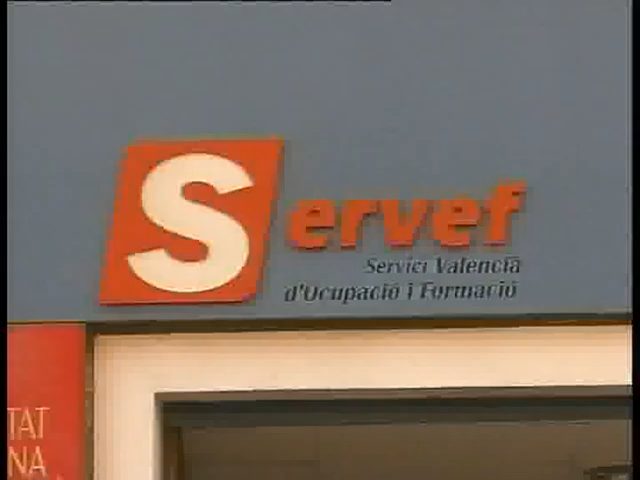 Servef
Servici Valencià
d'Ocupació i Formació
TAT
NA